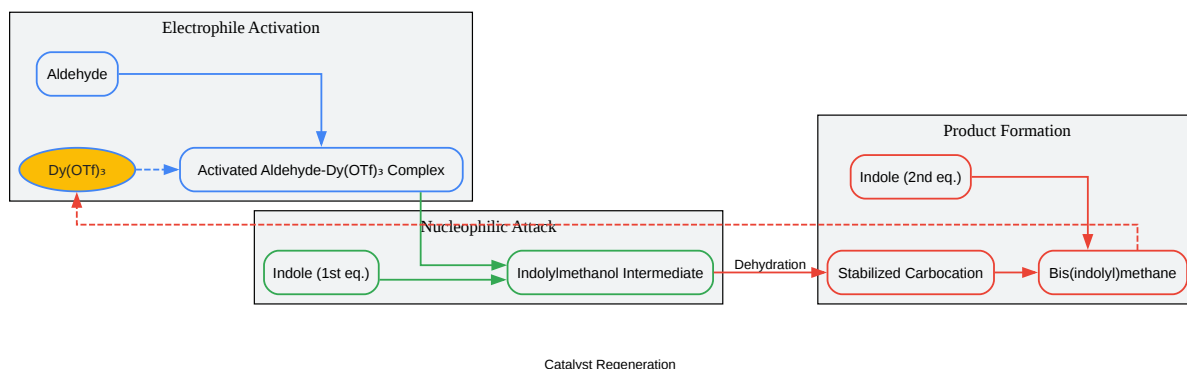 Electrophile Activation
Aldehyde
Dy(OTf)₃
Activated Aldehyde-Dy(OTf)₃ Complex
Nucleophilic Attack
Indole (1st eq.)
Indolylmethanol Intermediate
Dehydration
Product Formation
Indole (2nd eq.)
Stabilized Carbocation
Bis(indolyl)methane
Catalyst Regeneration